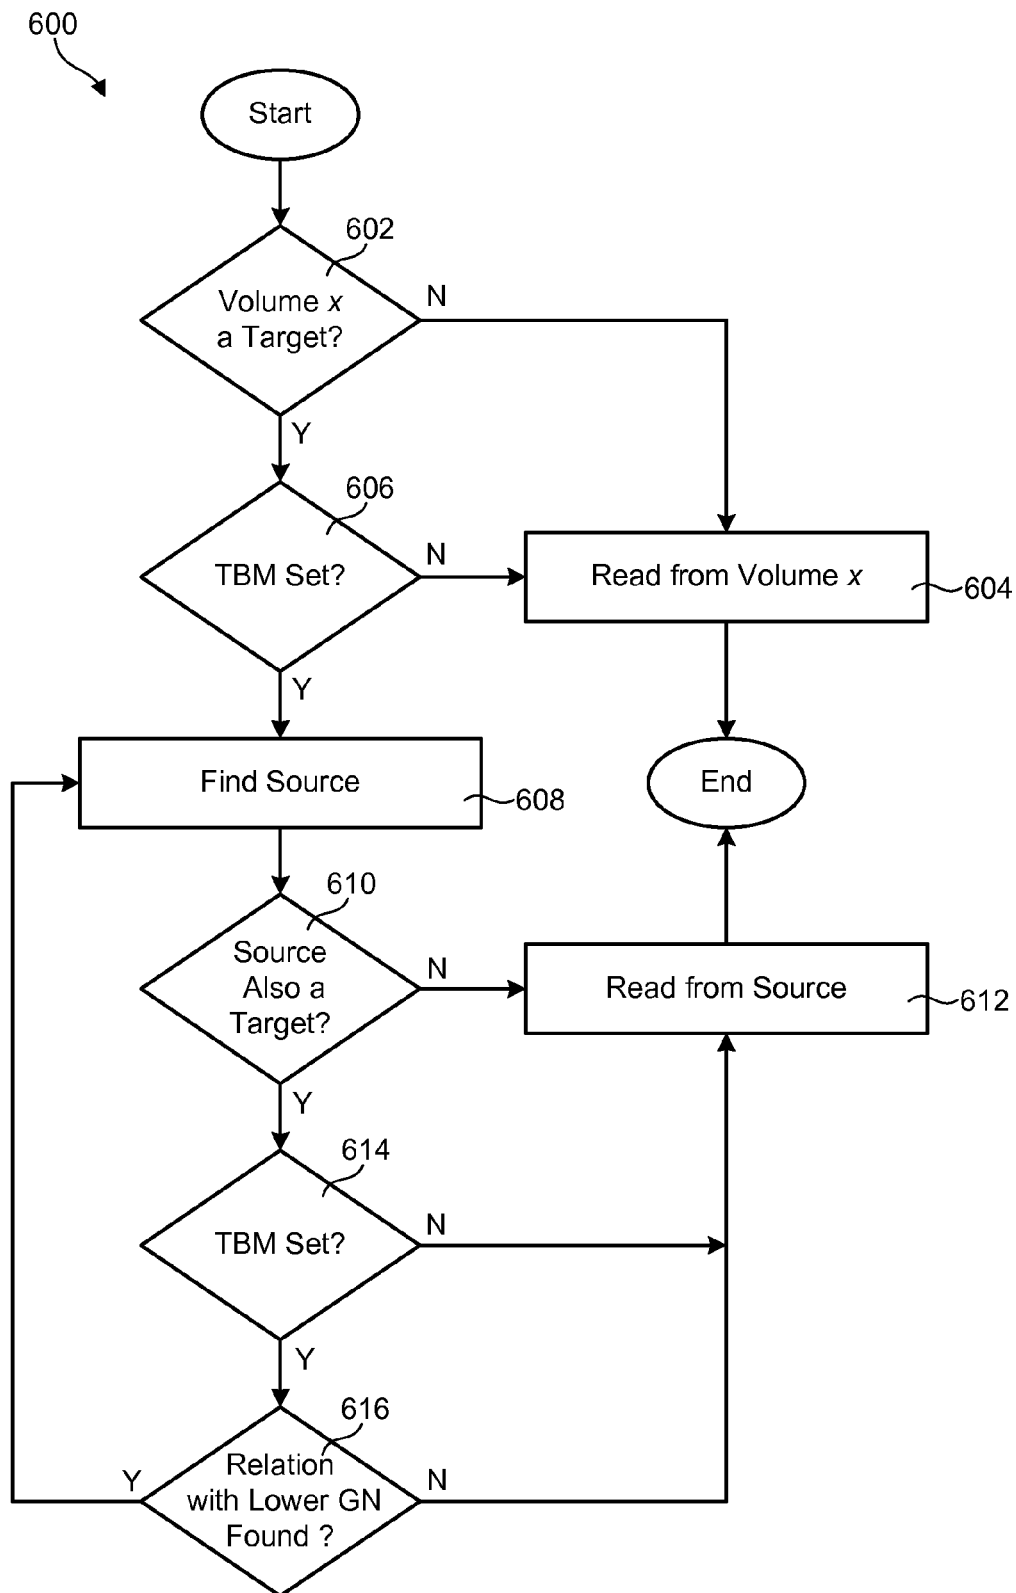 600
Start
602
Volume x
a Target?
N
Y
606
TBM Set?
N
Read from Volume x
604
Y
Find Source
608
End
610
Source
Also a
Target?
N
Read from Source
612
Y
614
TBM Set?
N
Y
616
Relation
with Lower GN
Found ?
Y
N